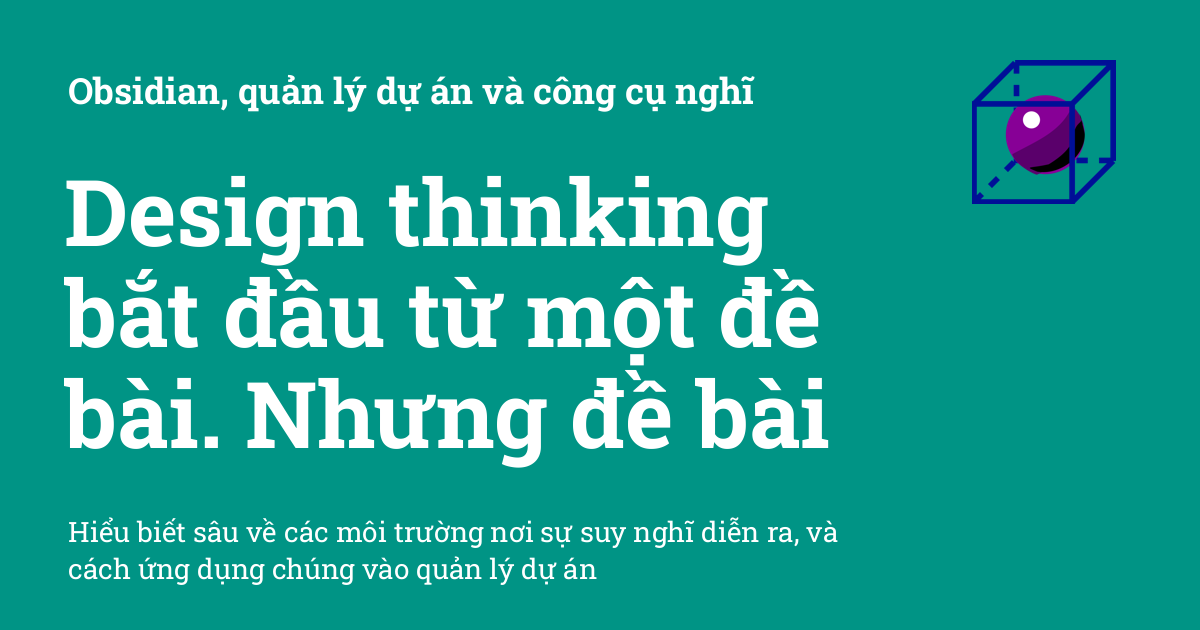 Obsidian, quản lý dự án và công cụ nghĩ
Design thinking
bắt đầu từ một đề
bài. Nhưng đề bài
Hiểu biết sâu về các môi trường nơi sự suy nghĩ diễn ra, và
cách ứng dụng chúng vào quản lý dự án